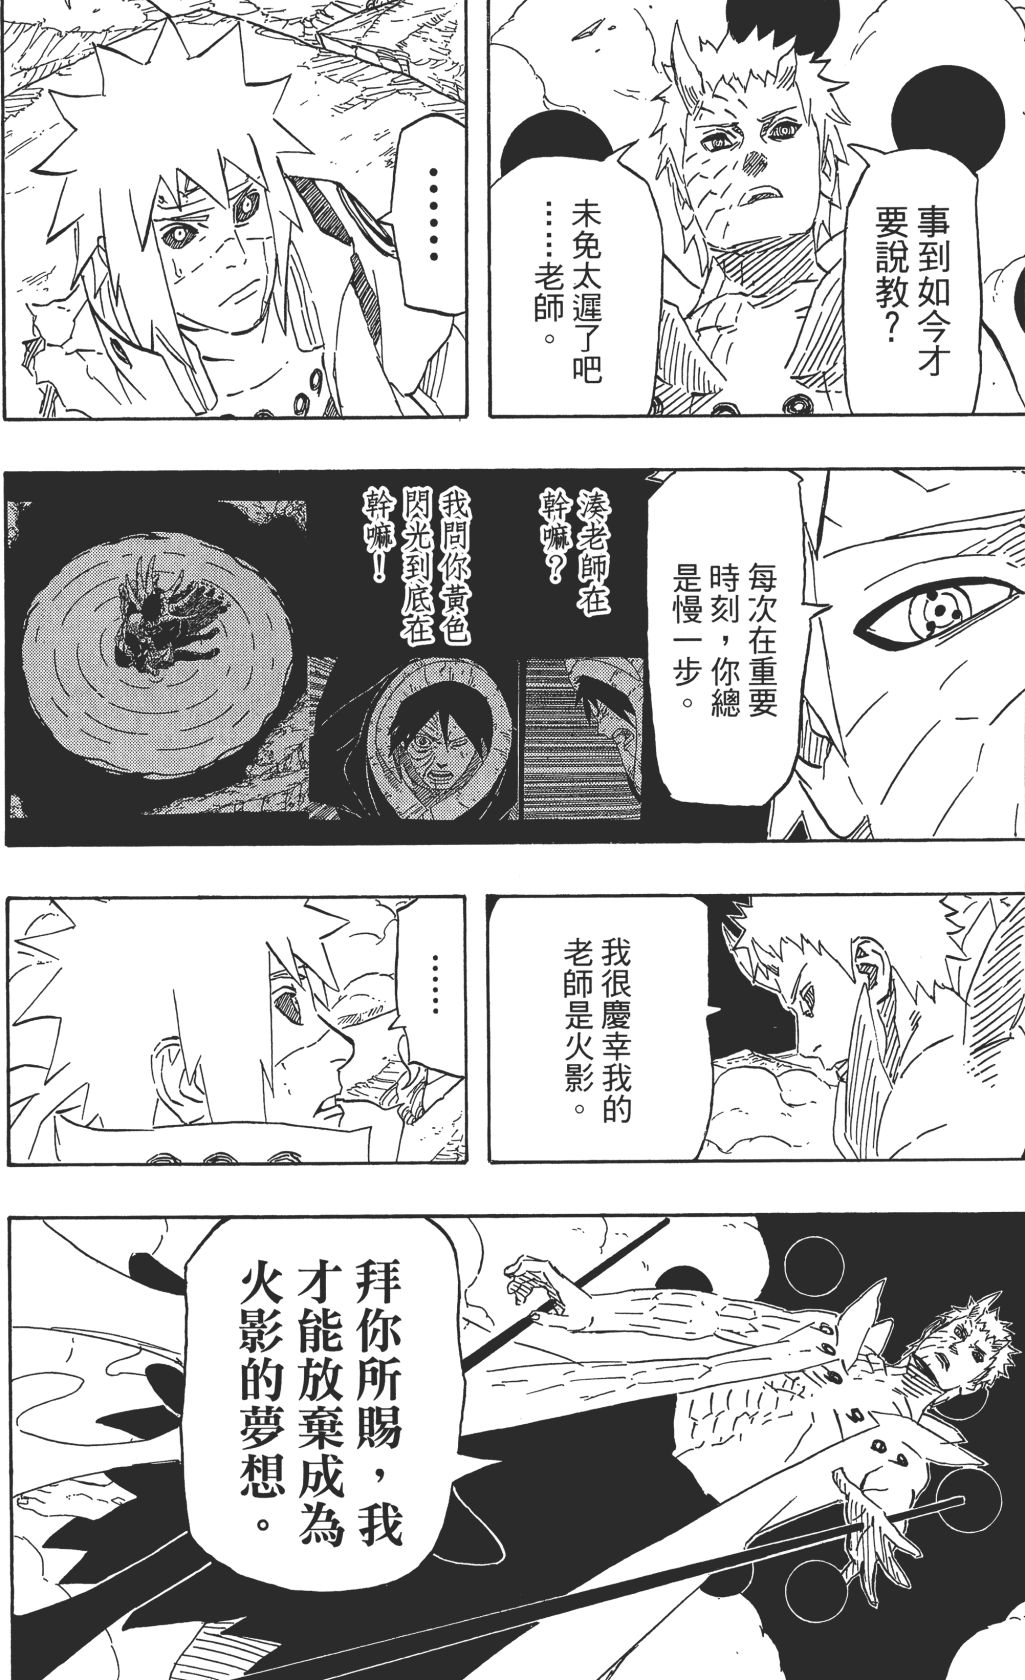 事到如今才
要說教？
未免太遲了吧
……老師。
……
每次在重要
時刻，你總
是慢一步。
湊老師在
幹嘛？
我問你黃色
閃光到底在
幹嘛！
我很慶幸我的
老師是火影。
……
拜你所賜，我
才能放棄成為
火影的夢想。